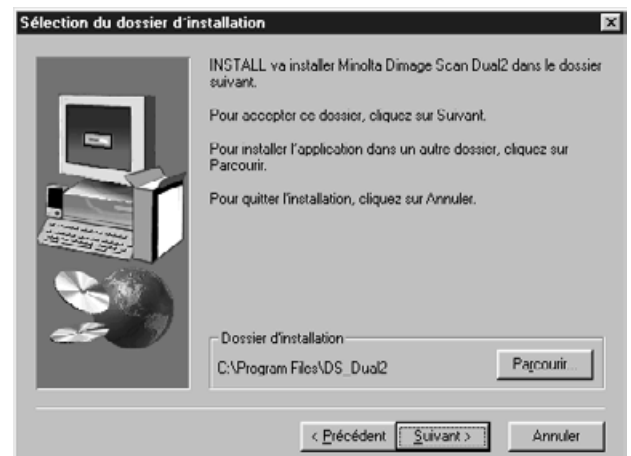 Sélection du dossier d'installation
INSTALL va installer Minolta Dimage Scan Dual2 dans le dossier
suivant.
Pour accepter ce dossier, cliquez sur Suivant.
Pour installer l'application dans un autre dossier, cliquez sur
Parcourir.
Pour quitter l'installation, cliquez sur Annuler.
Dossier d'installation
C:\Program Files\DS_Dual2
Parcourir...
< Précédent
Suivant >
Annuler